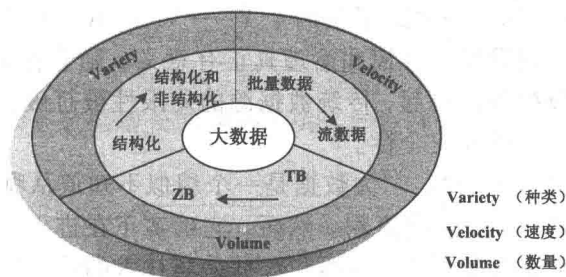 Variety
Velocity
结构化和
非结构化
批量数据
结构化
大数据
流数据
ZB
TB
Volume
Variety （种类）
Velocity （速度）
Volume （数量）